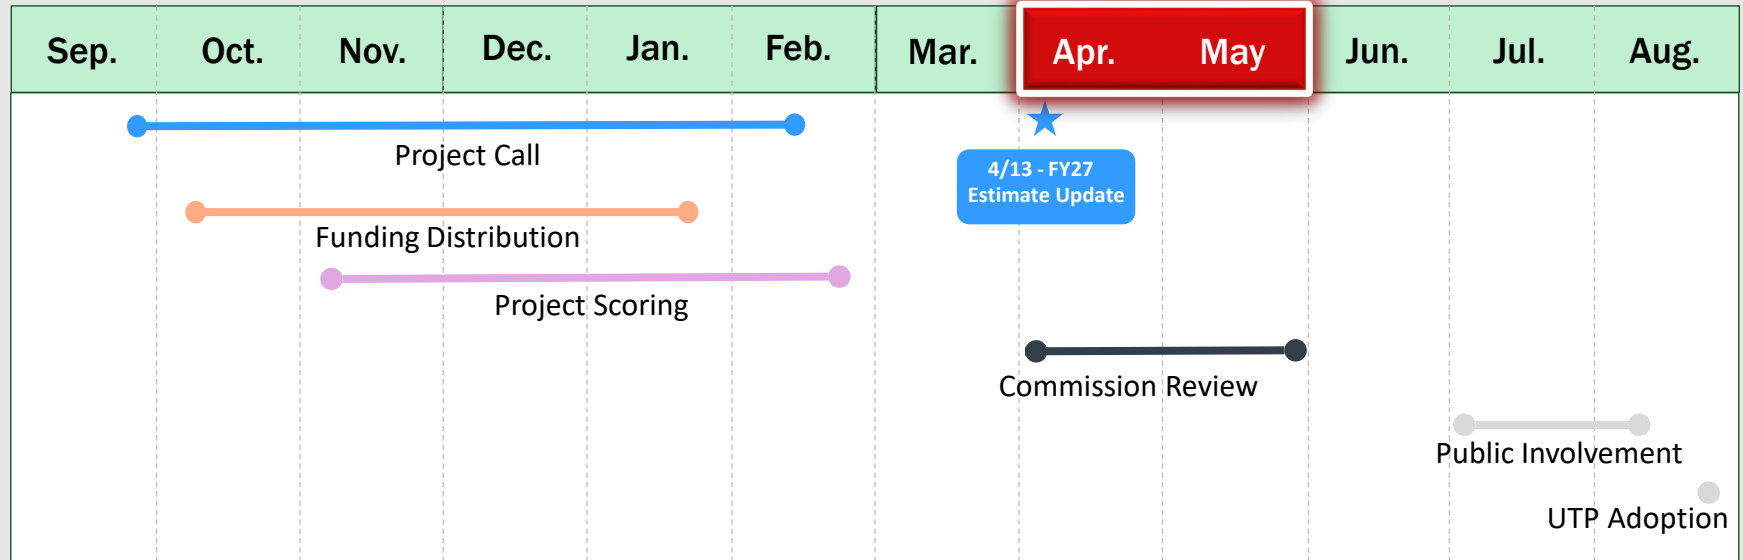 Sep. Oct. Nov. Dec. Jan. Feb. Mar. Apr. May Jun. Jul. Aug.
Project Call
4/13 - FY27
Estimate Update
Funding Distribution
Project Scoring
Commission Review
Public Involvement
UTP Adoption